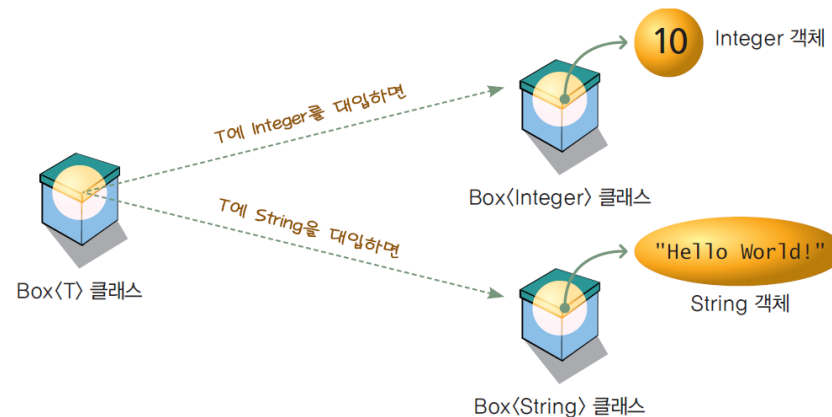 10
Integer 객체
T에 Integer를 대입하면
Box〈Integer〉 클래스
Box〈T〉 클래스
T에 String을 대입하면
"Hello World!"
String 객체
Box〈String〉 클래스